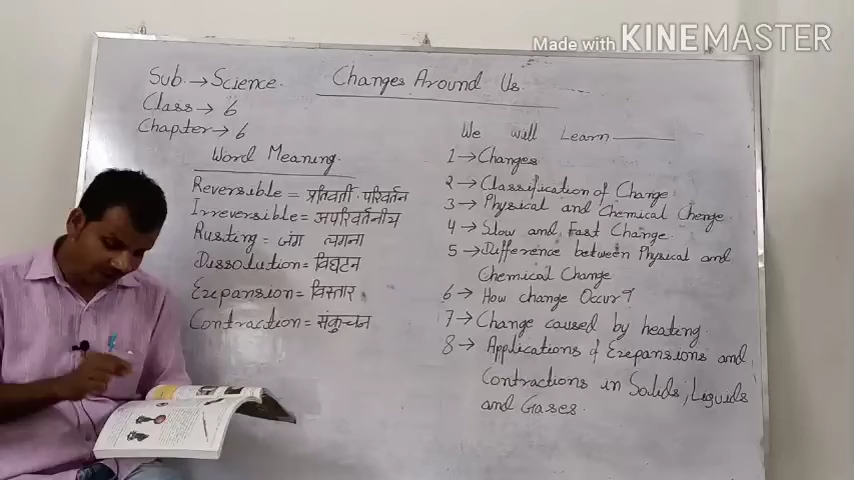 Made with KINEMASTER
Sub. → Science.
Class → 6
Chapter → 6
Changes Around Us.
Word Meaning.
Reversible = प्रतिवर्ती परिवर्तन
Irreversible = अपरिवर्तनीय
Rusting = जंग लगना
Dissolution = विघटन
Expansion = विस्तार
Contraction = संकुचन
We will Learn
1 → Changes
2 → Classification of Change
3 → Physical and Chemical Chenge
4 → Slow and Fast Change
5 → Difference between Physical and
Chemical Change
6 → How change Occur?
7 → Change caused by heating.
8 → Applications of Expansions and
Contractions in Solids, Liquids
and Gases.